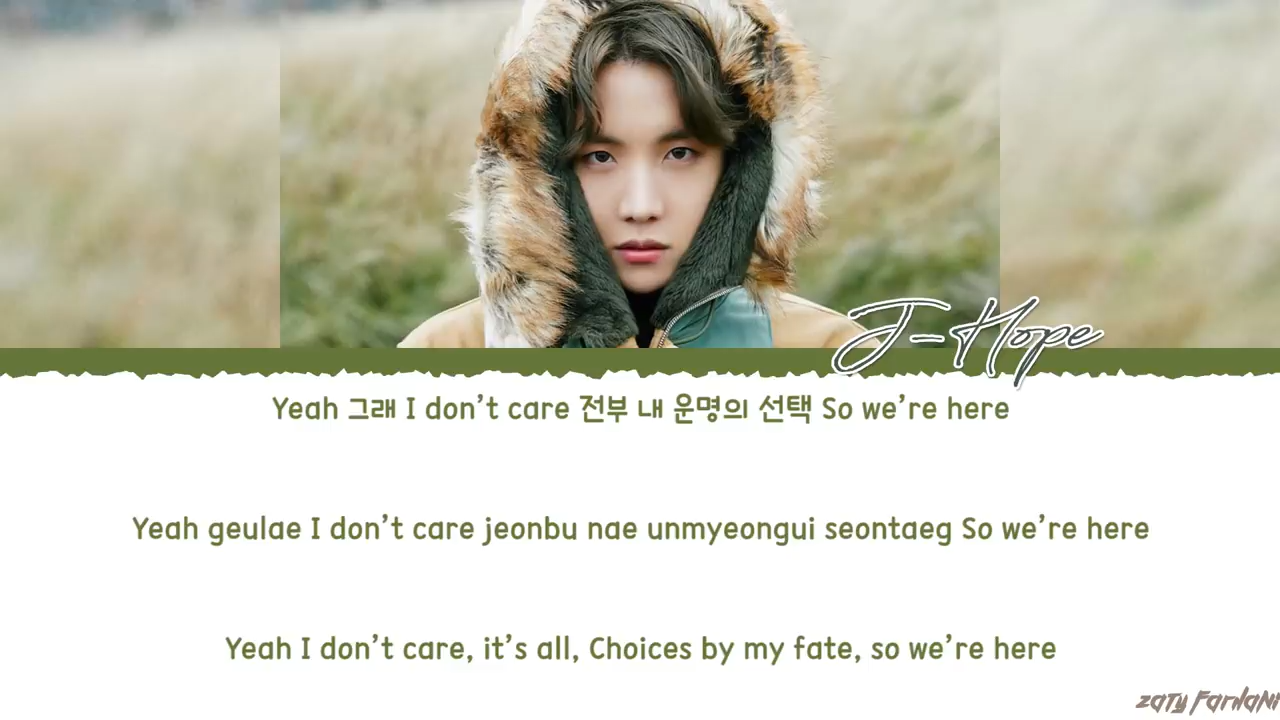 J-Hope
Yeah 그래 I don't care 전부 내 운명의 선택 So we're here
Yeah geulae I don't care jeonbu nae unmyeongui seontaeg So we're here
Yeah I don't care, it's all, Choices by my fate, so we're here
ZaTy FarilaNi